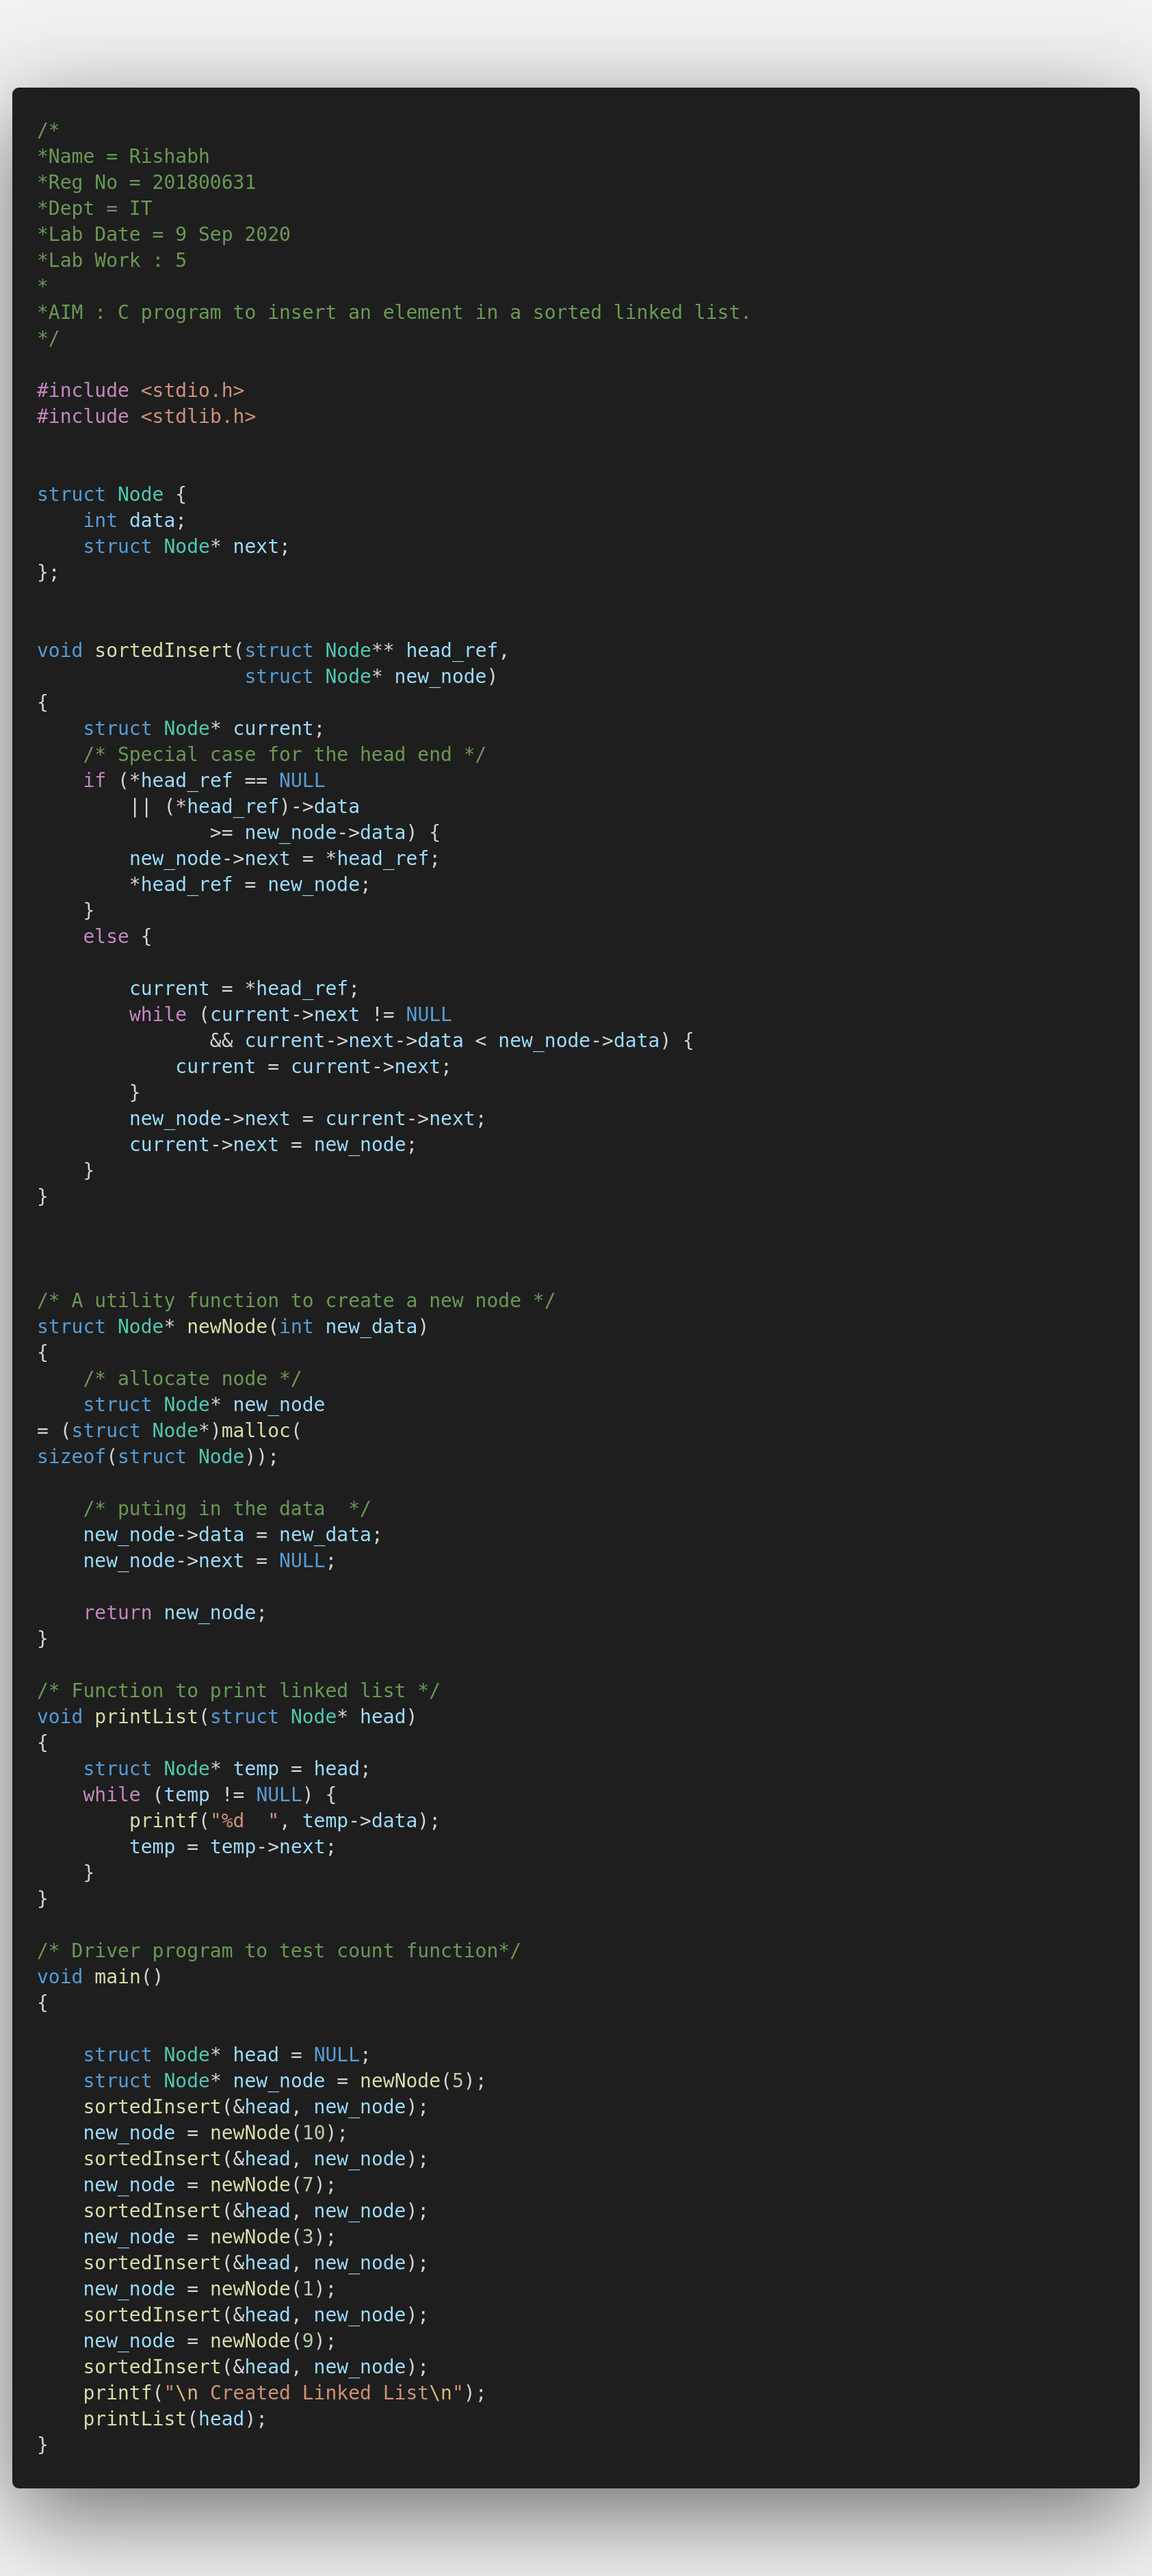 /*
*Name = Rishabh
*Reg No = 201800631
*Dept = IT
*Lab Date = 9 Sep 2020
*Lab Work : 5
*
*AIM : C program to insert an element in a sorted linked list.
*/

#include <stdio.h>
#include <stdlib.h>


struct Node {
    int data;
    struct Node* next;
};


void sortedInsert(struct Node** head_ref,
                  struct Node* new_node)
{
    struct Node* current;
    /* Special case for the head end */
    if (*head_ref == NULL
        || (*head_ref)->data
               >= new_node->data) {
        new_node->next = *head_ref;
        *head_ref = new_node;
    }
    else {

        current = *head_ref;
        while (current->next != NULL
               && current->next->data < new_node->data) {
            current = current->next;
        }
        new_node->next = current->next;
        current->next = new_node;
    }
}



/* A utility function to create a new node */
struct Node* newNode(int new_data)
{
    /* allocate node */
    struct Node* new_node
= (struct Node*)malloc(
sizeof(struct Node));

    /* puting in the data  */
    new_node->data = new_data;
    new_node->next = NULL;

    return new_node;
}

/* Function to print linked list */
void printList(struct Node* head)
{
    struct Node* temp = head;
    while (temp != NULL) {
        printf("%d  ", temp->data);
        temp = temp->next;
    }
}

/* Driver program to test count function*/
void main()
{

    struct Node* head = NULL;
    struct Node* new_node = newNode(5);
    sortedInsert(&head, new_node);
    new_node = newNode(10);
    sortedInsert(&head, new_node);
    new_node = newNode(7);
    sortedInsert(&head, new_node);
    new_node = newNode(3);
    sortedInsert(&head, new_node);
    new_node = newNode(1);
    sortedInsert(&head, new_node);
    new_node = newNode(9);
    sortedInsert(&head, new_node);
    printf("\n Created Linked List\n");
    printList(head);
}